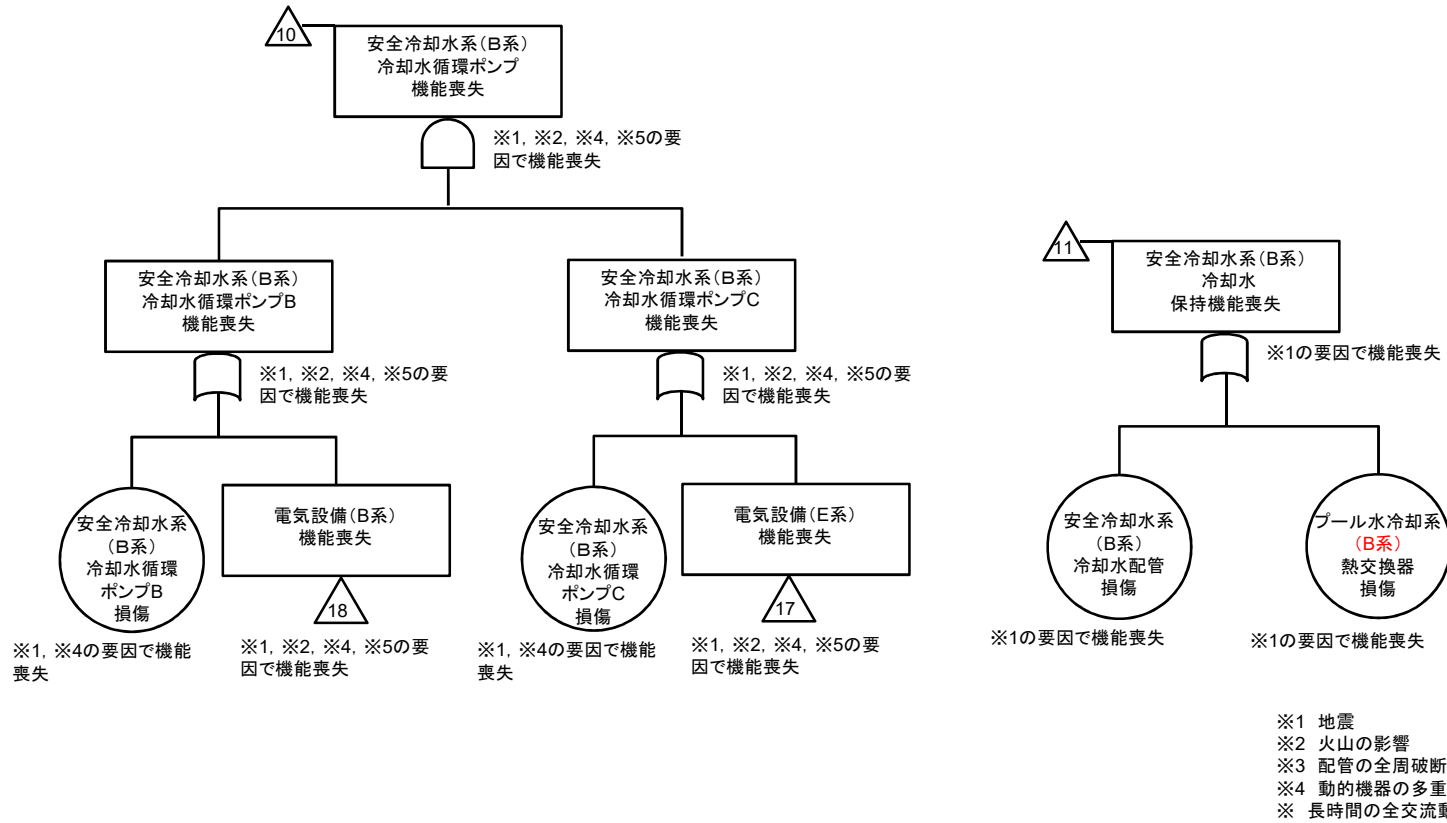 10
安全冷却水系(B系)
冷却水循環ポンプ
機能喪失
※1, ※2, ※4, ※5の要
因で機能喪失
安全冷却水系(B系)
冷却水循環ポンプB
機能喪失
※1, ※2, ※4, ※5の要
因で機能喪失
安全冷却水系(B系)
冷却水循環ポンプC
機能喪失
※1, ※2, ※4, ※5の要
因で機能喪失
安全冷却水系
(B系)
冷却水循環
ポンプB
損傷
※1, ※4の要因で機能
喪失
電気設備(B系)
機能喪失
18
※1, ※2, ※4, ※5の要
因で機能喪失
安全冷却水系
(B系)
冷却水循環
ポンプC
損傷
※1, ※4の要因で機能
喪失
電気設備(E系)
機能喪失
17
※1, ※2, ※4, ※5の要
因で機能喪失
11
安全冷却水系(B系)
冷却水
保持機能喪失
※1の要因で機能喪失
安全冷却水系
(B系)
冷却水配管
損傷
※1の要因で機能喪失
プール水冷却系
(B系)
熱交換器
損傷
※1の要因で機能喪失
※1 地震
※2 火山の影響
※3 配管の全周破断
※4 動的機器の多重
※ 長時間の全交流動